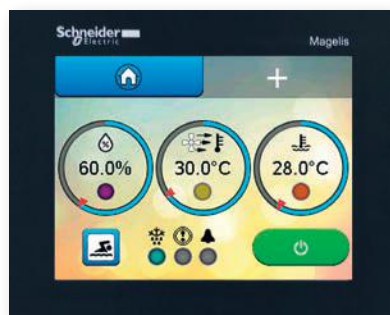 Schneider
Electric
Magelis
+
%
60.0%
30.0°C
28.0°C